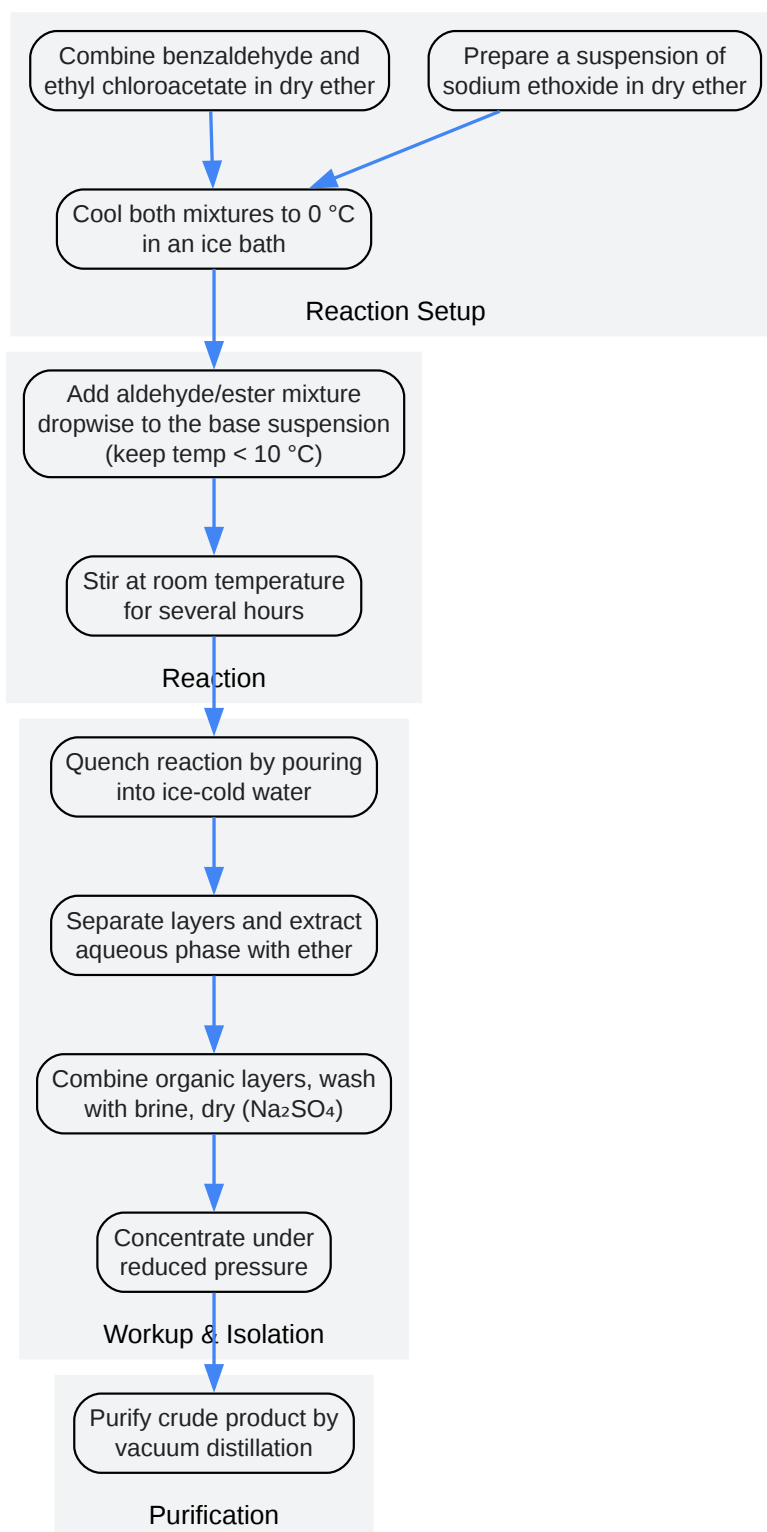 Combine benzaldehyde and
ethyl chloroacetate in dry ether
Prepare a suspension of
sodium ethoxide in dry ether
Cool both mixtures to 0 °C
in an ice bath
Reaction Setup
Add aldehyde/ester mixture
dropwise to the base suspension
(keep temp < 10 °C)
Stir at room temperature
for several hours
Reaction
Quench reaction by pouring
into ice-cold water
Separate layers and extract
aqueous phase with ether
Combine organic layers, wash
with brine, dry (Na₂SO₄)
Concentrate under
reduced pressure
Workup & Isolation
Purify crude product by
vacuum distillation
Purification